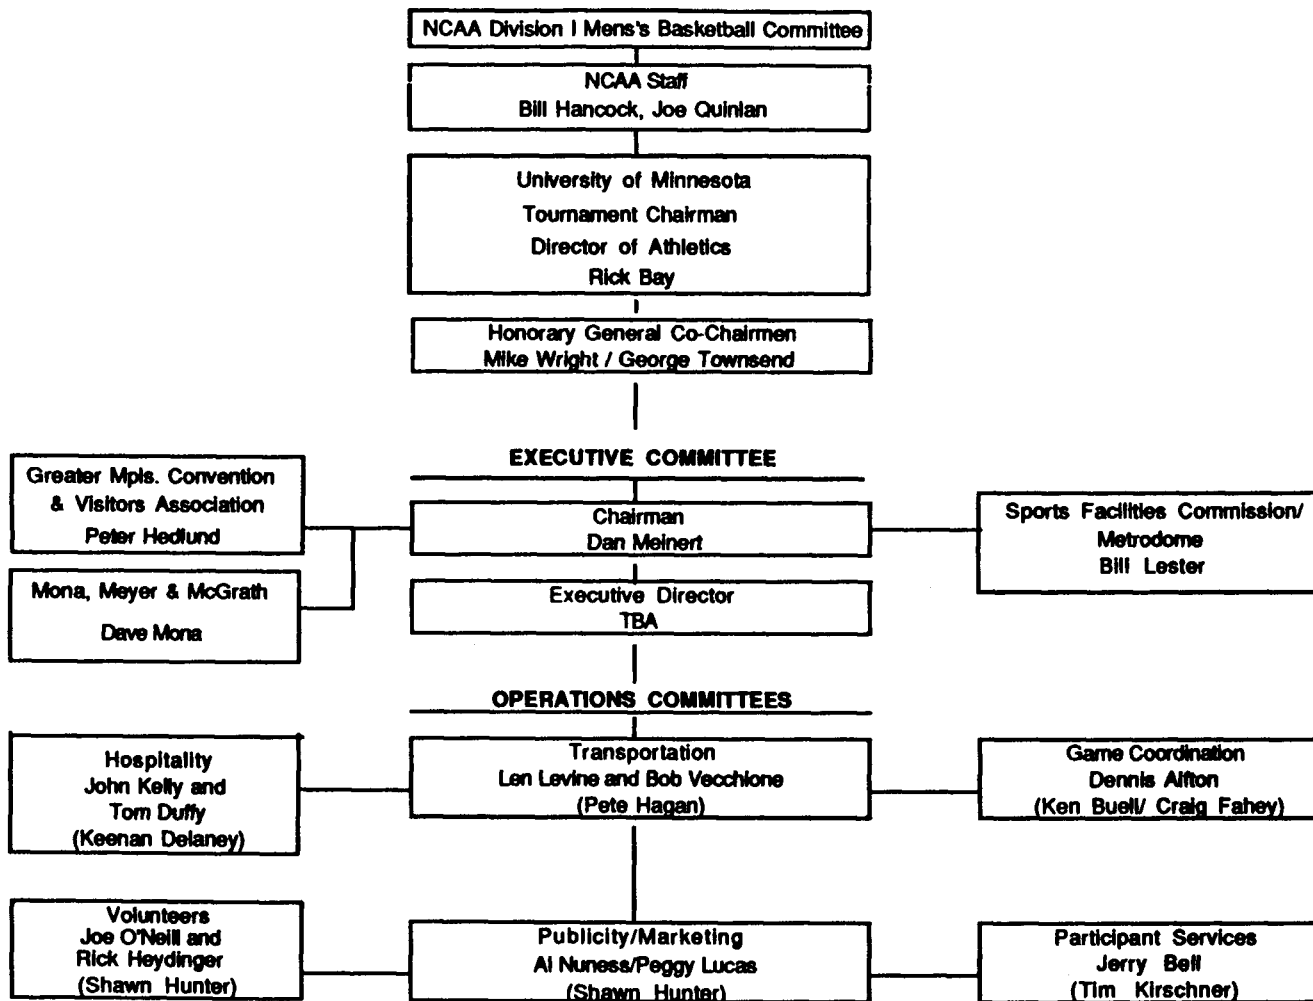 NCAA Division I Mens's Basketball Committee
NCAA Staff
Bill Hancock, Joe Quinlan
University of Minnesota
Tournament Chairman
Director of Athletics
Rick Bay
Honorary General Co-Chairmen
Mike Wright / George Townsend
EXECUTIVE COMMITTEE
Greater Mpls. Convention
& Visitors Association
Peter Hedlund
Chairman
Dan Meinert
Sports Facilities Commission/
Metrodome
Bill Lester
Mona, Meyer & McGrath
Dave Mona
Executive Director
TBA
OPERATIONS COMMITTEES
Hospitality
John Kelly and
Tom Duffy
(Keenan Delaney)
Transportation
Len Levine and Bob Vecchione
(Pete Hagan)
Game Coordination
Dennis Alfton
(Ken Buell/ Craig Fahey)
Volunteers
Joe O'Neill and
Rick Heydinger
(Shawn Hunter)
Publicity/Marketing
Al Nuness/Peggy Lucas
(Shawn Hunter)
Participant Services
Jerry Bell
(Tim Kirschner)